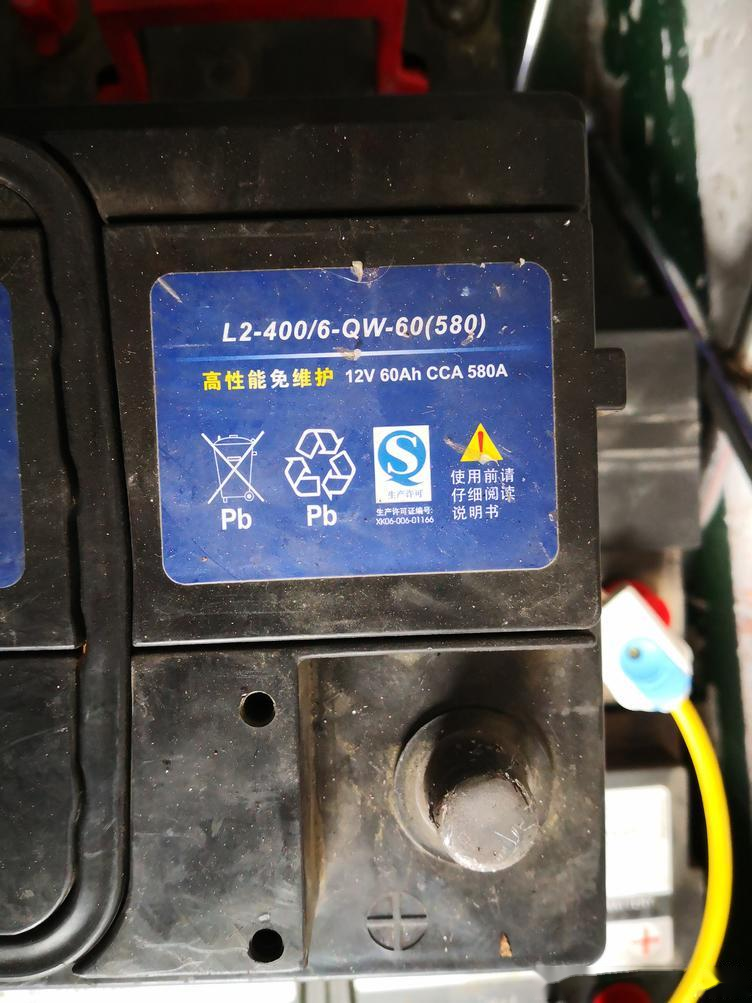 L2-400/6-QW-60(580)
高性能免维护 12V 60Ah CCA 580A
Pb
Pb
S
生产许可
生产许可证编号:
XK06-006-01166
使用前请
仔细阅读
说明书